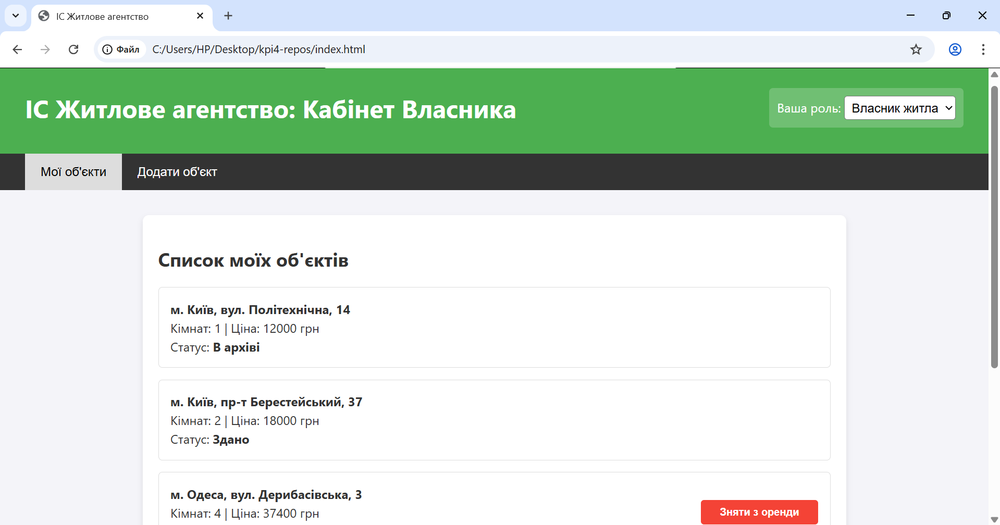 ІС Житлове агентство
Файл C:/Users/HP/Desktop/kpi4-repos/index.html
ІС Житлове агентство: Кабінет Власника
Ваша роль: Власник житла
Мої об'єкти Додати об'єкт
Список моїх об'єктів
м. Київ, вул. Політехнічна, 14
Кімнат: 1 | Ціна: 12000 грн
Статус: В архіві
м. Київ, пр-т Берестейський, 37
Кімнат: 2 | Ціна: 18000 грн
Статус: Здано
м. Одеса, вул. Дерибасівська, 3
Кімнат: 4 | Ціна: 37400 грн
Зняти з оренди